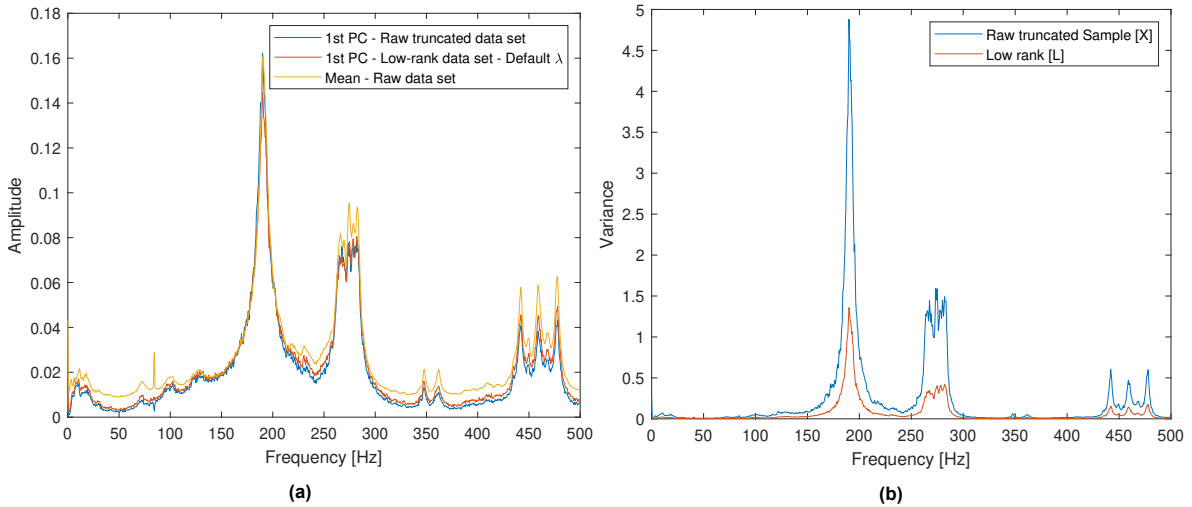 0.18
0.16
0.14
0.12
0.1
0.08
0.06
0.04
0.02
0
Amplitude
1st PC - Raw truncated data set
1st PC - Low-rank data set - Default λ
Mean - Raw data set
0 50 100 150 200 250 300 350 400 450 500
Frequency [Hz]
(a)
5
4.5
4
3.5
3
2.5
2
1.5
1
0.5
0
Variance
Raw truncated Sample [X]
Low rank [L]
0 50 100 150 200 250 300 350 400 450 500
Frequency [Hz]
(b)